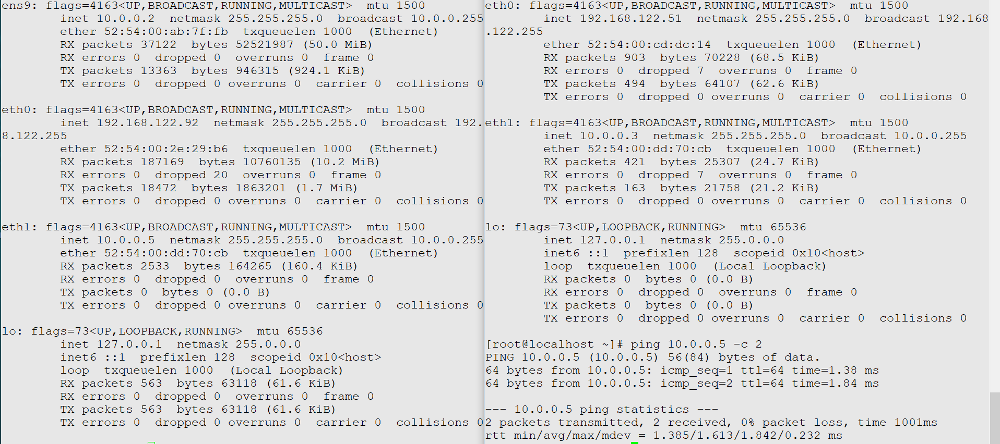 ens9: flags=4163<UP,BROADCAST,RUNNING,MULTICAST>  mtu 1500
        inet 10.0.0.2  netmask 255.255.255.0  broadcast 10.0.0.255
        ether 52:54:00:ab:7f:fb  txqueuelen 1000  (Ethernet)
        RX packets 37122  bytes 52521987 (50.0 MiB)
        RX errors 0  dropped 0  overruns 0  frame 0
        TX packets 13363  bytes 946315 (924.1 KiB)
        TX errors 0  dropped 0 overruns 0  carrier 0  collisions 0

eth0: flags=4163<UP,BROADCAST,RUNNING,MULTICAST>  mtu 1500
        inet 192.168.122.92  netmask 255.255.255.0  broadcast 192.
8.122.255
        ether 52:54:00:2e:29:b6  txqueuelen 1000  (Ethernet)
        RX packets 187169  bytes 10760135 (10.2 MiB)
        RX errors 0  dropped 20  overruns 0  frame 0
        TX packets 18472  bytes 1863201 (1.7 MiB)
        TX errors 0  dropped 0 overruns 0  carrier 0  collisions 0

eth1: flags=4163<UP,BROADCAST,RUNNING,MULTICAST>  mtu 1500
        inet 10.0.0.5  netmask 255.255.255.0  broadcast 10.0.0.255
        ether 52:54:00:dd:70:cb  txqueuelen 1000  (Ethernet)
        RX packets 2533  bytes 164265 (160.4 KiB)
        RX errors 0  dropped 0  overruns 0  frame 0
        TX packets 0  bytes 0 (0.0 B)
        TX errors 0  dropped 0 overruns 0  carrier 0  collisions 0

lo: flags=73<UP,LOOPBACK,RUNNING>  mtu 65536
        inet 127.0.0.1  netmask 255.0.0.0
        inet6 ::1  prefixlen 128  scopeid 0x10<host>
        loop  txqueuelen 1000  (Local Loopback)
        RX packets 563  bytes 63118 (61.6 KiB)
        RX errors 0  dropped 0  overruns 0  frame 0
        TX packets 563  bytes 63118 (61.6 KiB)
        TX errors 0  dropped 0 overruns 0  carrier 0  collisions 0

eth0: flags=4163<UP,BROADCAST,RUNNING,MULTICAST>  mtu 1500
        inet 192.168.122.51  netmask 255.255.255.0  broadcast 192.168
.122.255
        ether 52:54:00:cd:dc:14  txqueuelen 1000  (Ethernet)
        RX packets 903  bytes 70228 (68.5 KiB)
        RX errors 0  dropped 7  overruns 0  frame 0
        TX packets 494  bytes 64107 (62.6 KiB)
        TX errors 0  dropped 0 overruns 0  carrier 0  collisions 0

eth1: flags=4163<UP,BROADCAST,RUNNING,MULTICAST>  mtu 1500
        inet 10.0.0.3  netmask 255.255.255.0  broadcast 10.0.0.255
        ether 52:54:00:dd:70:cb  txqueuelen 1000  (Ethernet)
        RX packets 421  bytes 25307 (24.7 KiB)
        RX errors 0  dropped 7  overruns 0  frame 0
        TX packets 163  bytes 21758 (21.2 KiB)
        TX errors 0  dropped 0 overruns 0  carrier 0  collisions 0

lo: flags=73<UP,LOOPBACK,RUNNING>  mtu 65536
        inet 127.0.0.1  netmask 255.0.0.0
        inet6 ::1  prefixlen 128  scopeid 0x10<host>
        loop  txqueuelen 1000  (Local Loopback)
        RX packets 0  bytes 0 (0.0 B)
        RX errors 0  dropped 0  overruns 0  frame 0
        TX packets 0  bytes 0 (0.0 B)
        TX errors 0  dropped 0 overruns 0  carrier 0  collisions 0

[root@localhost ~]# ping 10.0.0.5 -c 2
PING 10.0.0.5 (10.0.0.5) 56(84) bytes of data.
64 bytes from 10.0.0.5: icmp_seq=1 ttl=64 time=1.38 ms
64 bytes from 10.0.0.5: icmp_seq=2 ttl=64 time=1.84 ms

--- 10.0.0.5 ping statistics ---
2 packets transmitted, 2 received, 0% packet loss, time 1001ms
rtt min/avg/max/mdev = 1.385/1.613/1.842/0.232 ms